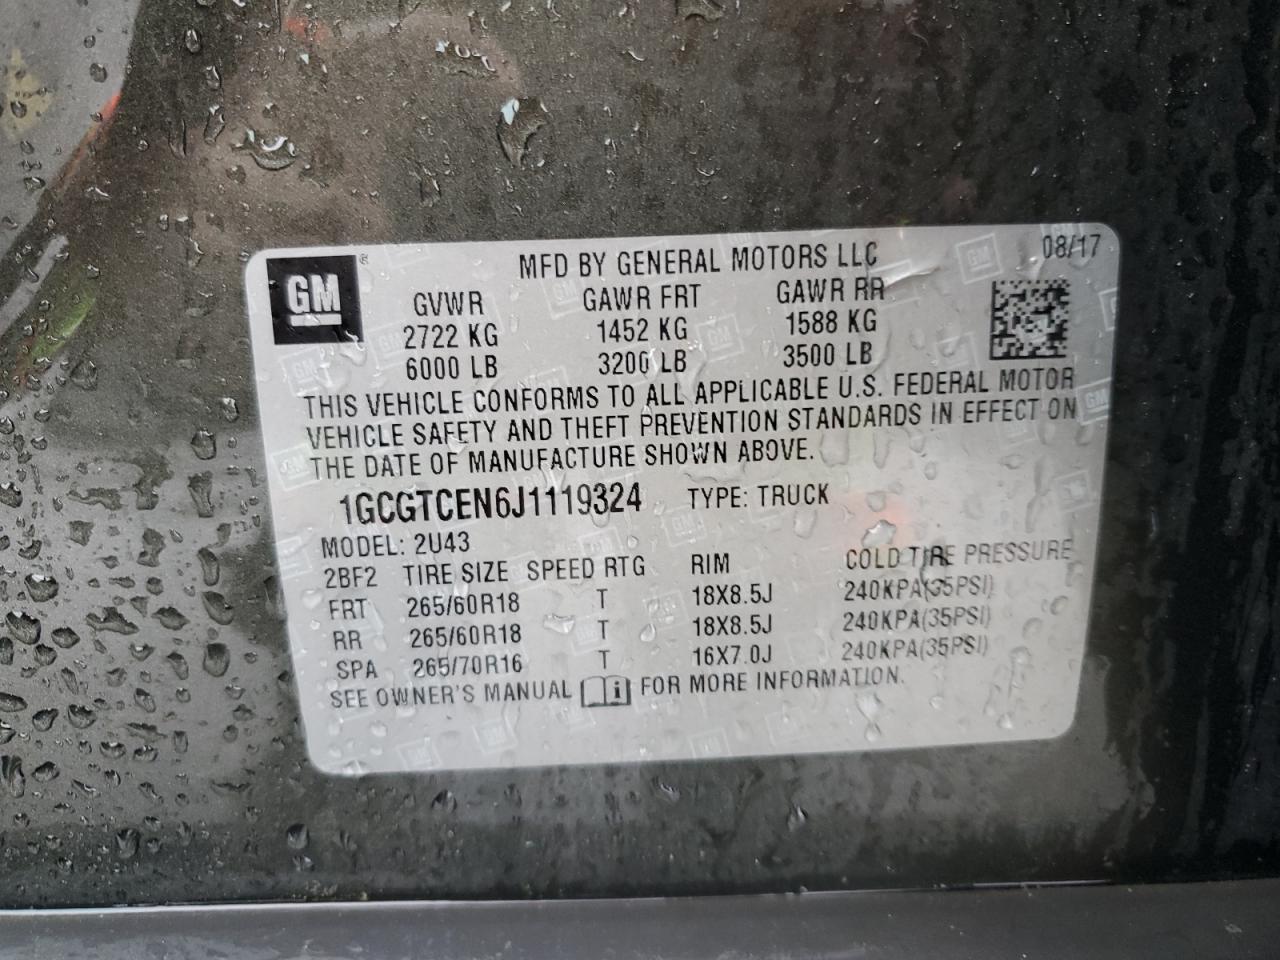 GM ® MFD BY GENERAL MOTORS LLC 08/17
GVWR GAWR FRT GAWR RR
2722 KG 1452 KG 1588 KG
6000 LB 3200 LB 3500 LB
THIS VEHICLE CONFORMS TO ALL APPLICABLE U.S. FEDERAL MOTOR
VEHICLE SAFETY AND THEFT PREVENTION STANDARDS IN EFFECT ON
THE DATE OF MANUFACTURE SHOWN ABOVE.
1GCGTCEN6J1119324 TYPE: TRUCK
MODEL: 2U43
2BF2 TIRE SIZE SPEED RTG RIM COLD TIRE PRESSURE
FRT 265/60R18 T 18X8.5J 240KPA(35PSI)
RR 265/60R18 T 18X8.5J 240KPA(35PSI)
SPA 265/70R16 T 16X7.0J 240KPA(35PSI)
SEE OWNER'S MANUAL i FOR MORE INFORMATION.